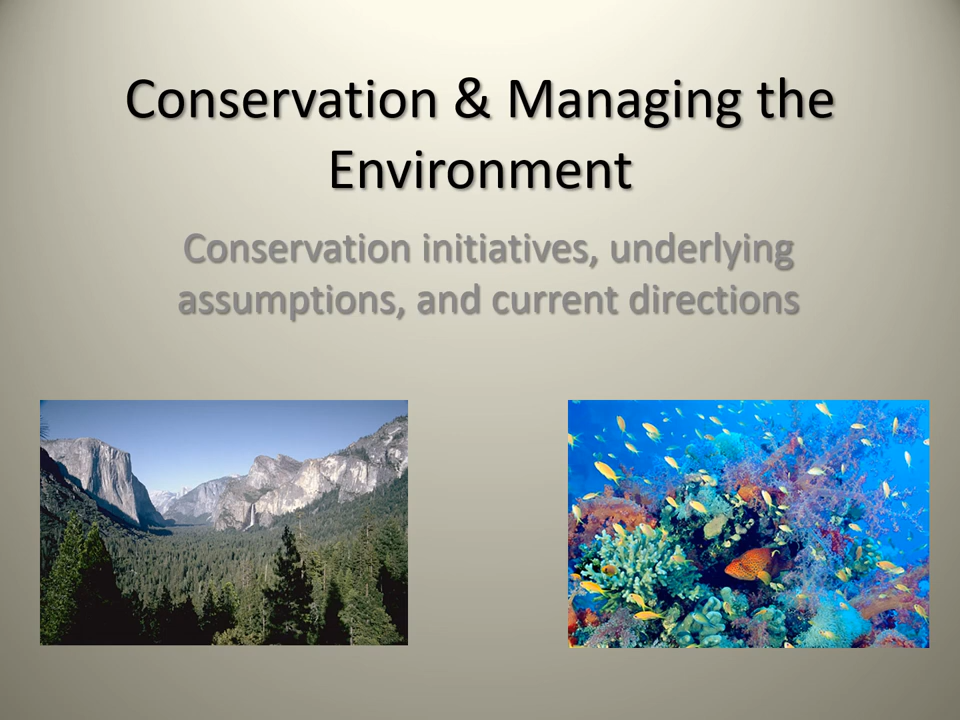 Conservation & Managing the
Environment
Conservation initiatives, underlying
assumptions, and current directions